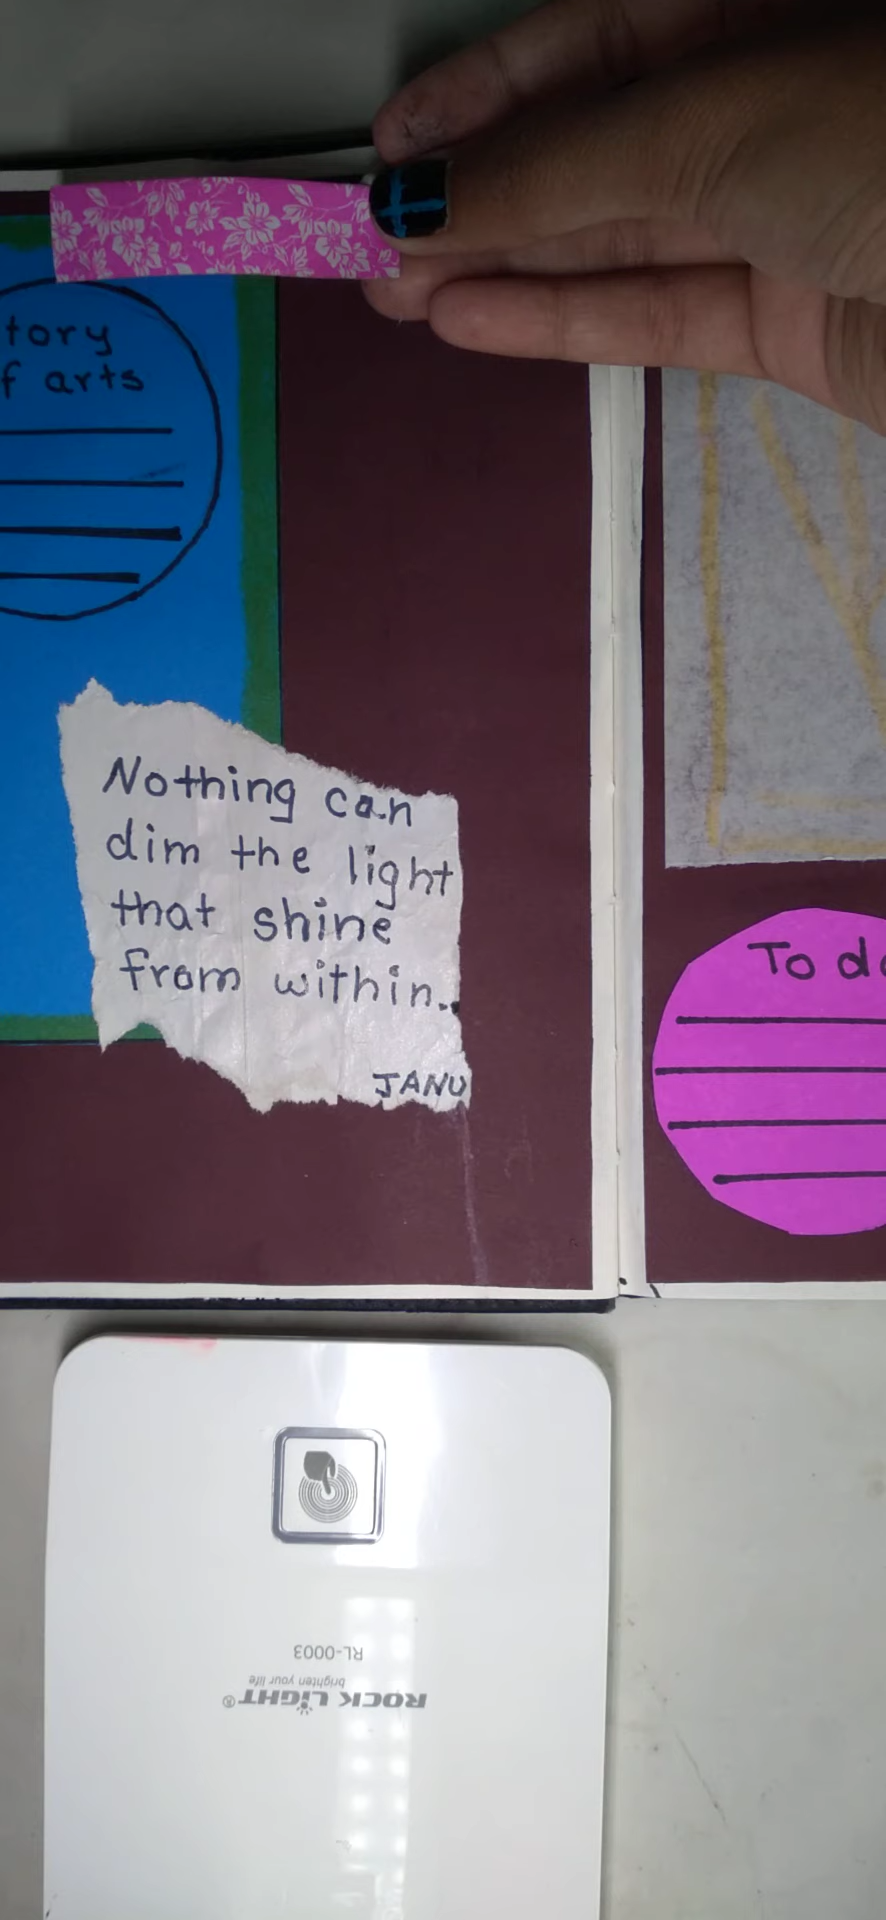 tory
f arts
Nothing can
dim the light
that shine
from within..
JANU
To do
RL-0003
brighten your life
ROCK LIGHT®